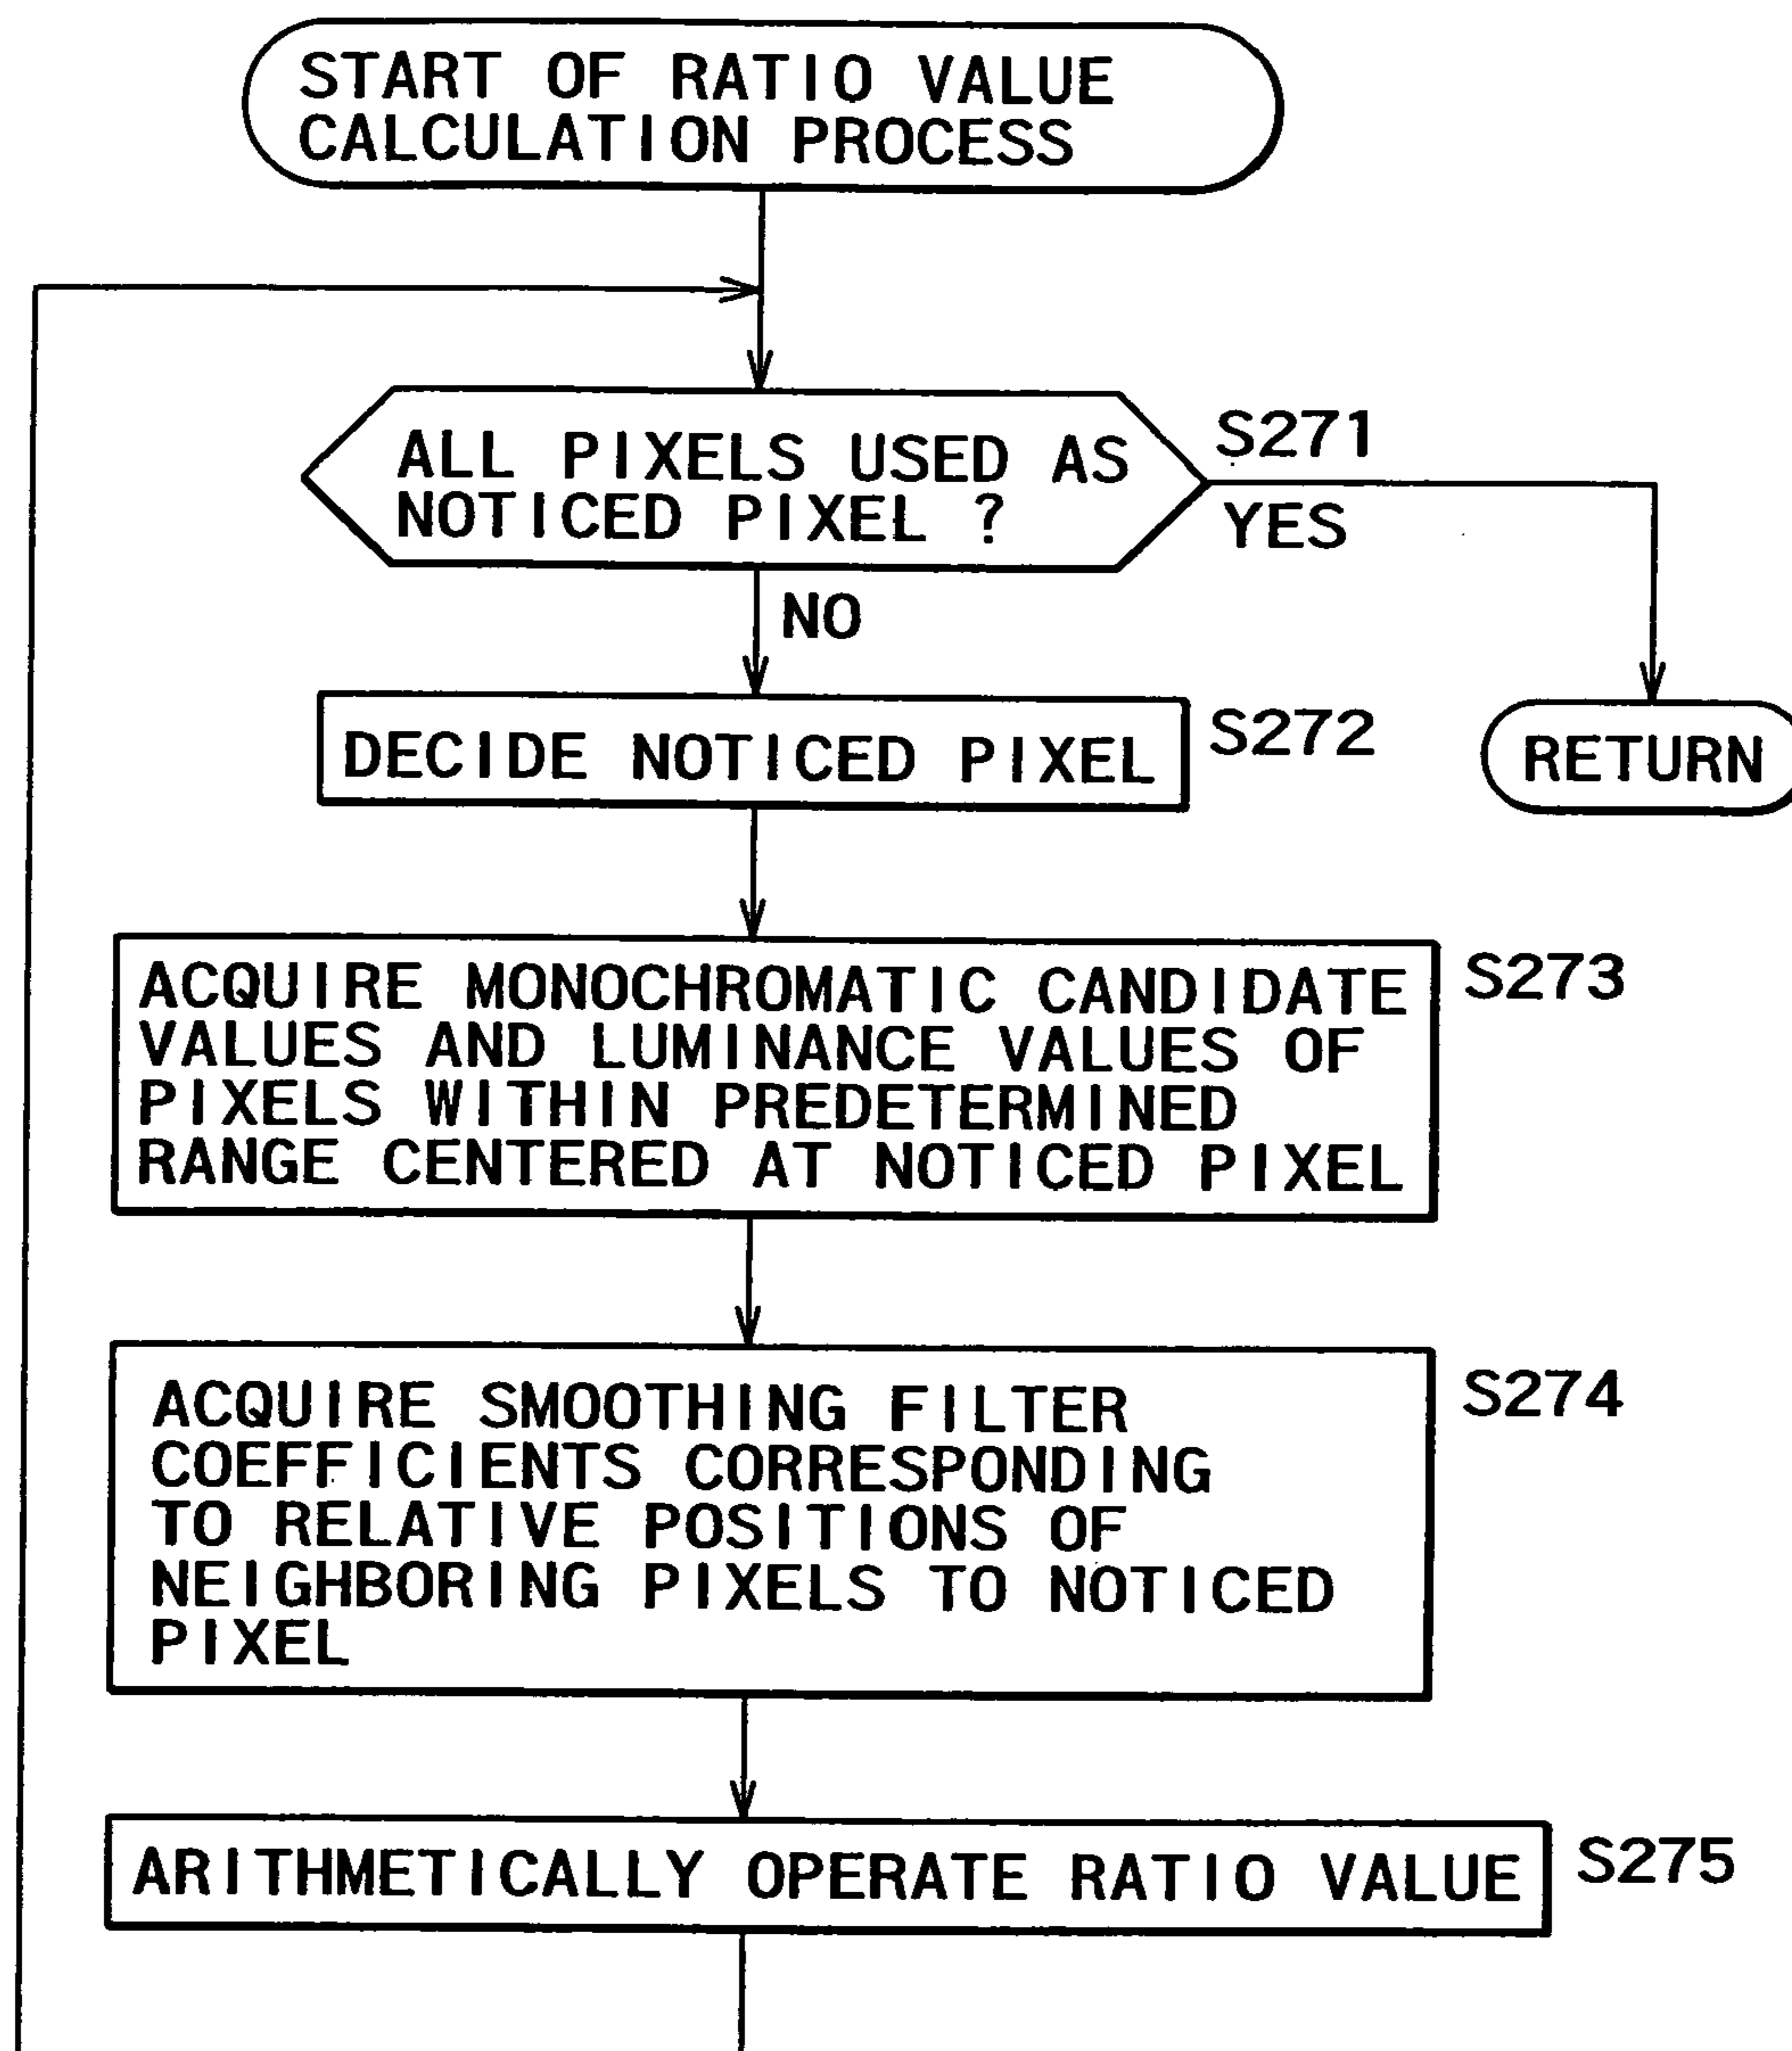 START OF RATIO VALUE
CALCULATION PROCESS
ALL PIXELS USED AS
NOTICED PIXEL ?
S271
YES
NO
DECIDE NOTICED PIXEL
S272
RETURN
ACQUIRE MONOCHROMATIC CANDIDATE
VALUES AND LUMINANCE VALUES OF
PIXELS WITHIN PREDETERMINED
RANGE CENTERED AT NOTICED PIXEL
S273
ACQUIRE SMOOTHING FILTER
COEFFICIENTS CORRESPONDING
TO RELATIVE POSITIONS OF
NEIGHBORING PIXELS TO NOTICED
PIXEL
S274
ARITHMETICALLY OPERATE RATIO VALUE
S275